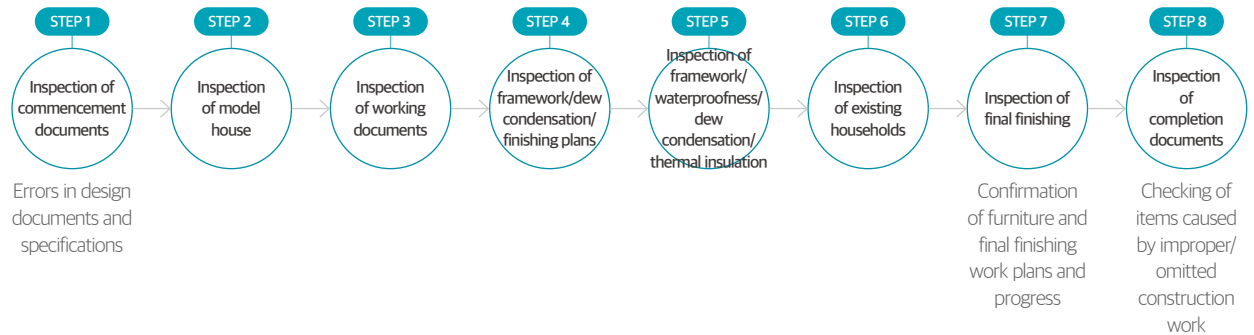 STEP 1
Inspection of
commencement
documents
Errors in design
documents and
specifications
STEP 2
Inspection
of model
house
STEP 3
Inspection
of working
documents
STEP 4
Inspection of
framework/dew
condensation/
finishing plans
STEP 5
Inspection of
framework/
waterproofness/
dew
condensation/
thermal insulation
STEP 6
Inspection
of existing
households
STEP 7
Inspection of
final finishing
Confirmation
of furniture and
final finishing
work plans and
progress
STEP 8
Inspection
of
completion
documents
Checking of
items caused
by improper/
omitted
construction
work